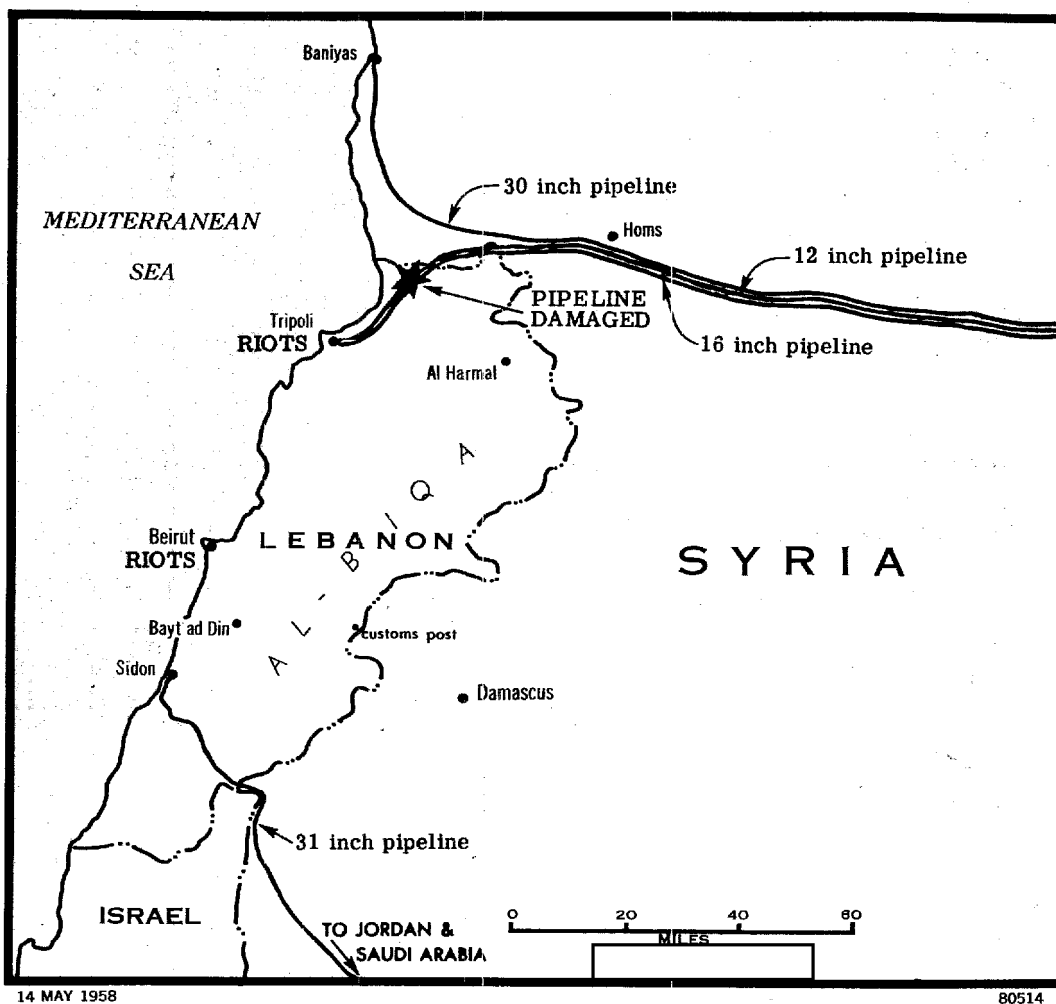 Baniyas
30 inch pipeline
Homs
MEDITERRANEAN
SEA
12 inch pipeline
PIPELINE
DAMAGED
Tripoli
RIOTS
16 inch pipeline
Al Harmal
AL-BIQA
Beirut
RIOTS
LEBANON
SYRIA
Bayt ad Din
customs post
Sidon
Damascus
31 inch pipeline
ISRAEL
TO JORDAN &
SAUDI ARABIA
0 20 40 60
MILES
14 MAY 1958
80514